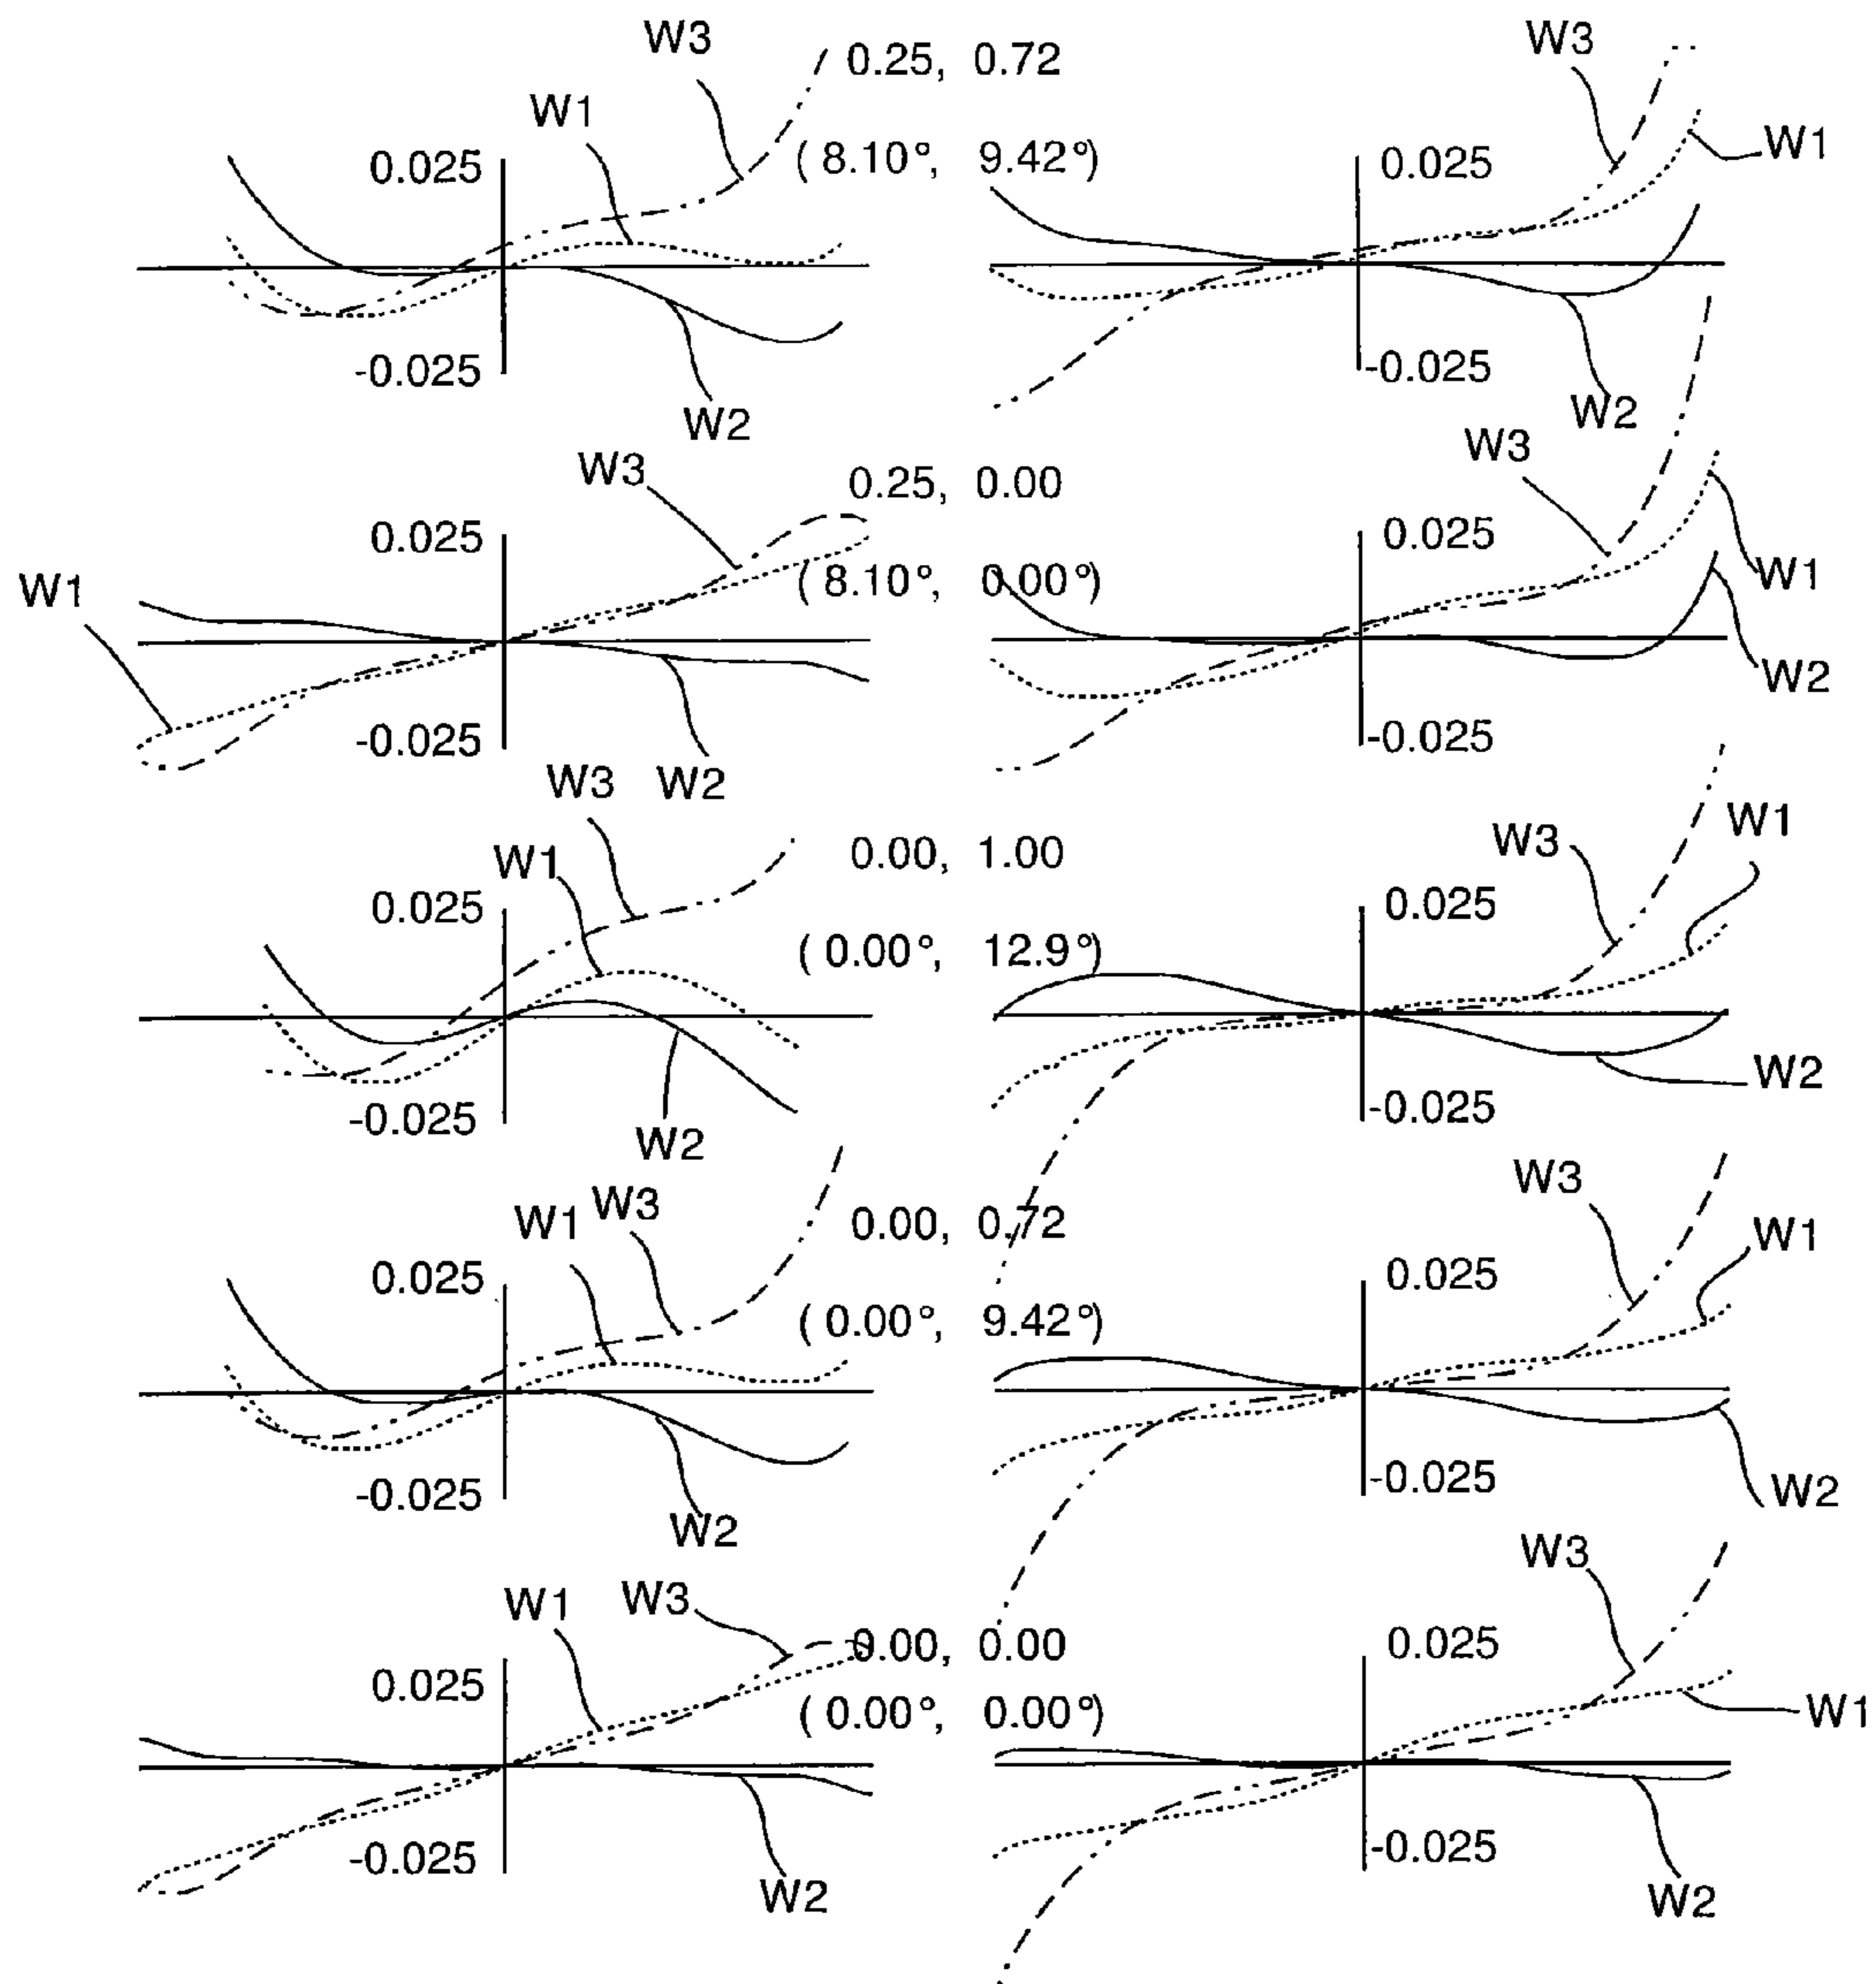 W3
W3
0.25, 0.72
W1
W1
0.025
(8.10°, 9.42°)
0.025
-0.025
-0.025
W2
W2
W3
W3
0.25, 0.00
0.025
0.025
W1
(8.10°, 0.00°)
W1
W2
-0.025
-0.025
W3
W2
W1
W3
W1
0.00, 1.00
0.025
0.025
(0.00°, 12.9°)
W2
-0.025
-0.025
W2
W3
W1
W3
0.00, 0.72
W1
0.025
0.025
(0.00°, 9.42°)
-0.025
-0.025
W2
W2
W3
W1
W3
0.00, 0.00
0.025
0.025
(0.00°, 0.00°)
W1
-0.025
-0.025
W2
W2